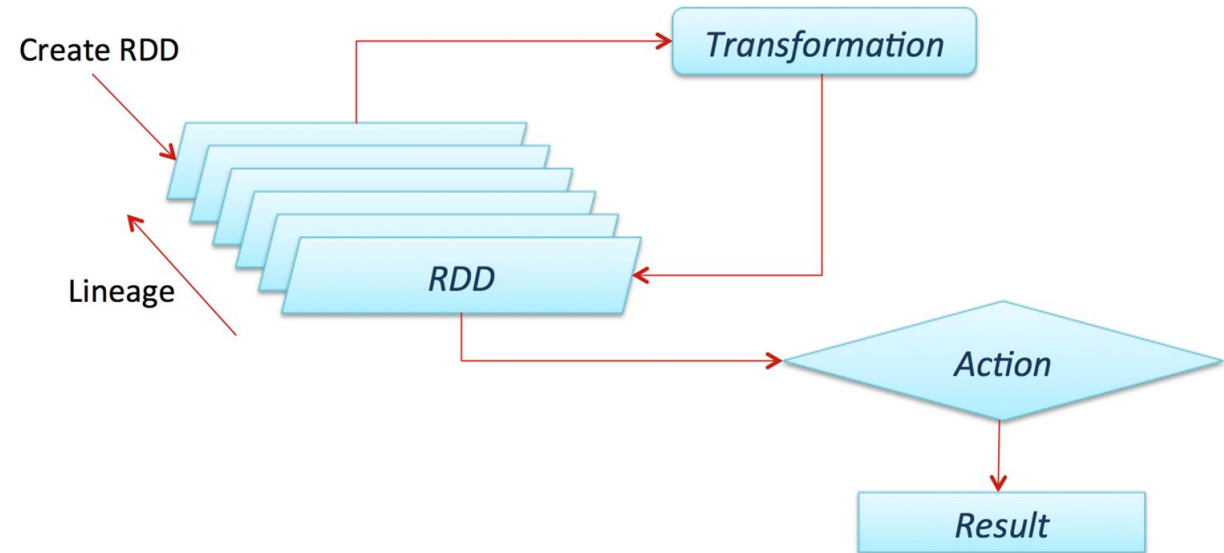 Create RDD
Transformation
Lineage
RDD
Action
Result